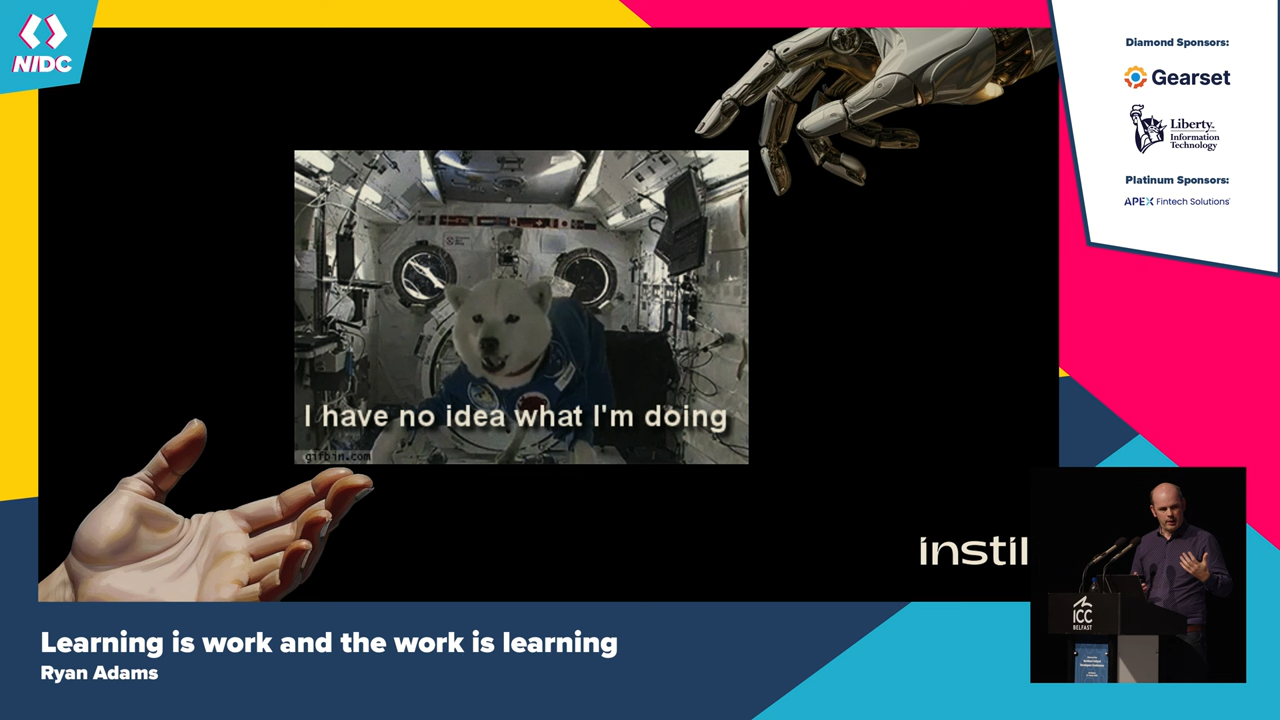 NIDC
Diamond Sponsors:
Gearset
Liberty
Information
Technology
Platinum Sponsors:
APEX Fintech Solutions
I have no idea what I'm doing
gifbin.com
instil
ICC
BELFAST
Learning is work and the work is learning
Ryan Adams